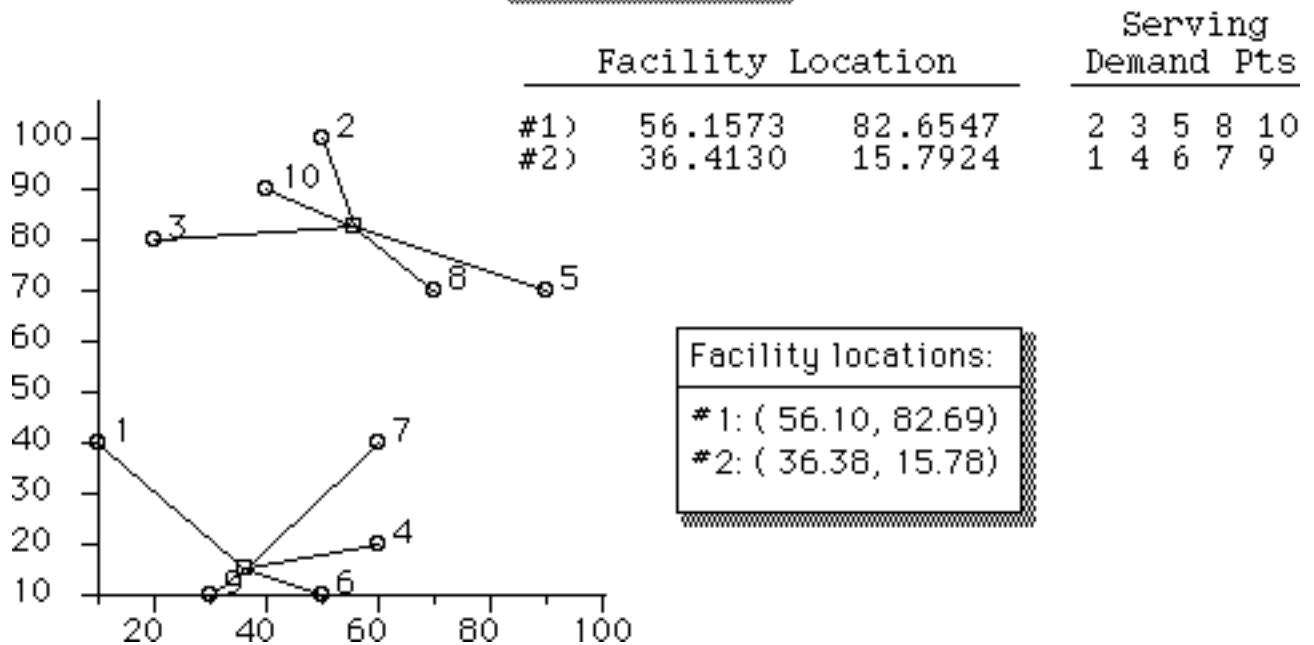 Serving
Facility Location Demand Pts
#1) 56.1573 82.6547 2 3 5 8 10
#2) 36.4130 15.7924 1 4 6 7 9
100
90
80
70
60
50
40
30
20
10
20 40 60 80 100
2
10
3
8
5
1
7
4
9
6
Facility locations:
#1: ( 56.10, 82.69)
#2: ( 36.38, 15.78)